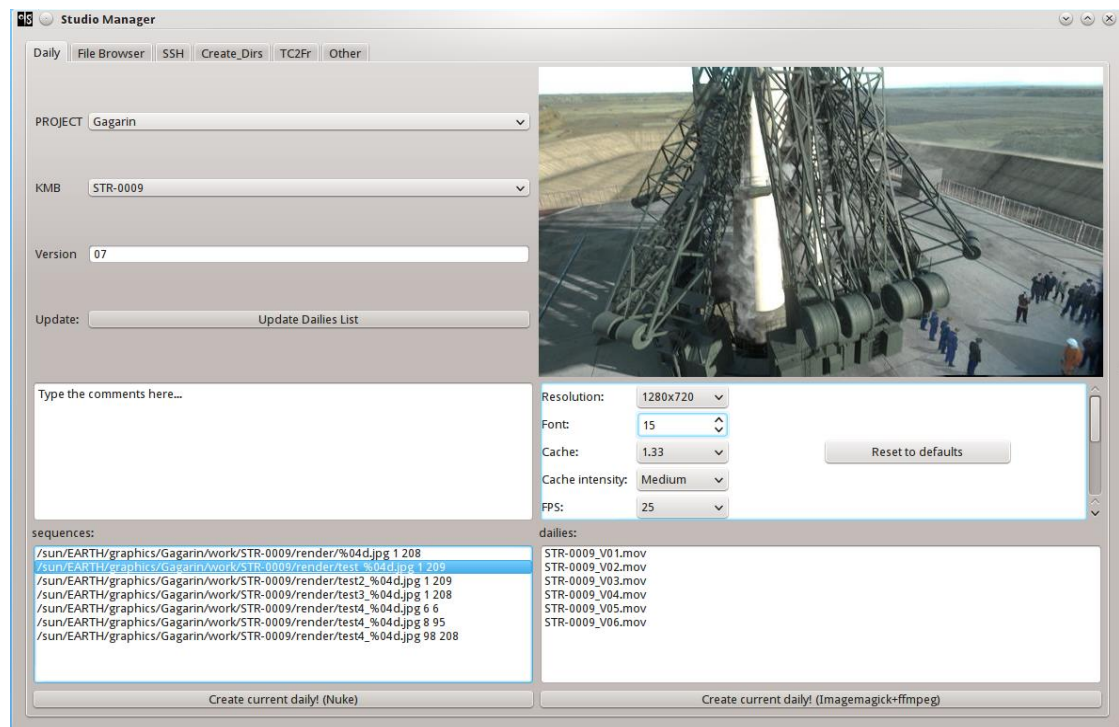 Studio Manager
Daily File Browser SSH Create_Dirs TC2Fr Other
PROJECT Gagarin
KMB STR-0009
Version 07
Update: Update Dailies List
Type the comments here...
Resolution: 1280x720
Font: 15
Cache: 1.33 Reset to defaults
Cache intensity: Medium
FPS: 25
sequences:
/sun/EARTH/graphics/Gagarin/work/STR-0009/render/%04d.jpg 1 208
/sun/EARTH/graphics/Gagarin/work/STR-0009/render/test_%04d.jpg 1 209
/sun/EARTH/graphics/Gagarin/work/STR-0009/render/test2_%04d.jpg 1 209
/sun/EARTH/graphics/Gagarin/work/STR-0009/render/test3_%04d.jpg 1 208
/sun/EARTH/graphics/Gagarin/work/STR-0009/render/test4_%04d.jpg 6 6
/sun/EARTH/graphics/Gagarin/work/STR-0009/render/test4_%04d.jpg 8 95
/sun/EARTH/graphics/Gagarin/work/STR-0009/render/test4_%04d.jpg 98 208
dailies:
STR-0009_V01.mov
STR-0009_V02.mov
STR-0009_V03.mov
STR-0009_V04.mov
STR-0009_V05.mov
STR-0009_V06.mov
Create current daily! (Nuke)
Create current daily! (Imagemagick+ffmpeg)